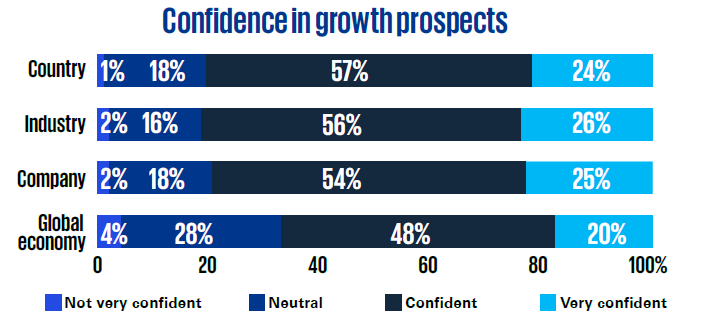 Confidence in growth prospects
Country 1% 18% 57% 24%
Industry 2% 16% 56% 26%
Company 2% 18% 54% 25%
Global
economy 4% 28% 48% 20%
0 20 40 60 80 100%
Not very confident Neutral Confident Very confident